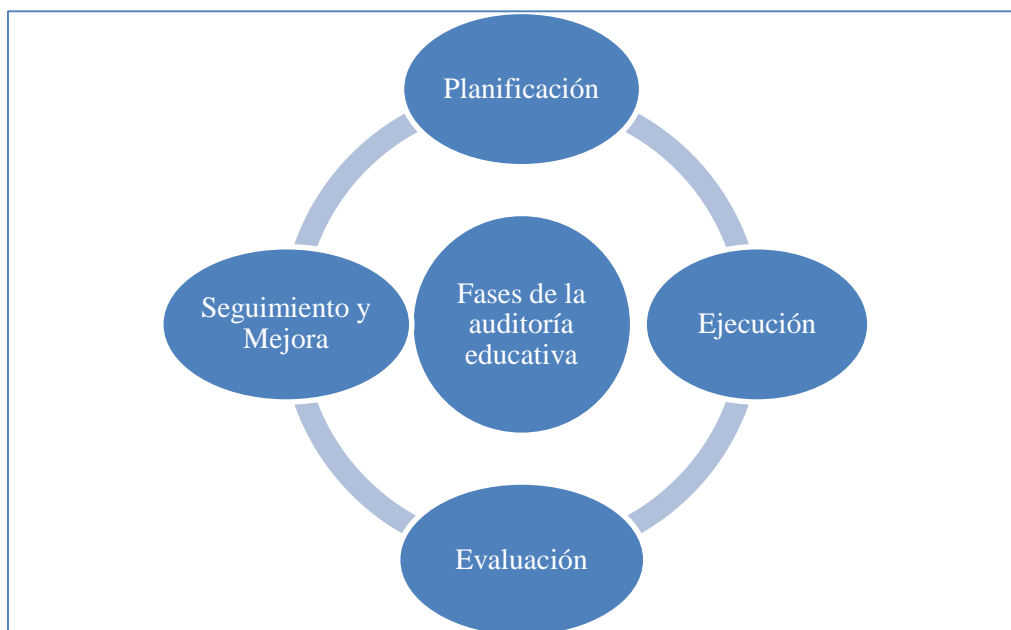 Planificación
Seguimiento y
Mejora
Fases de la
auditoría
educativa
Ejecución
Evaluación